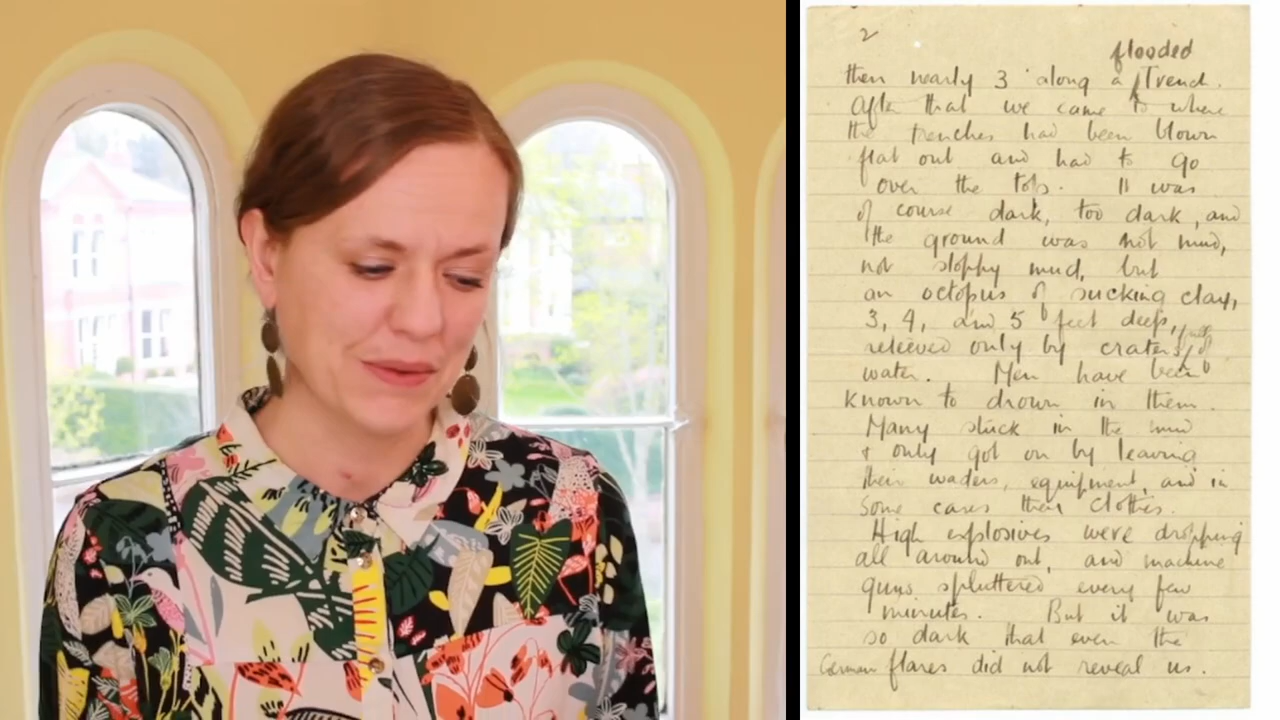 2
flooded
then nearly 3 along a Trench.
After that we came to where
the trenches had been blown
flat out and had to go
over the top. It was
of course dark, too dark, and
the ground was not mud,
not sloppy mud, but
an octopus of sucking clay,
3, 4, and 5 feet deep,
relieved only by craters full of
water. Men have been
known to drown in them.
Many stuck in the mud
& only got on by leaving
their waders, equipment, and in
some cases their clothes.
High explosives were dropping
all around out, and machine
guns spluttered every few
minutes. But it was
so dark that even the
German flares did not reveal us.